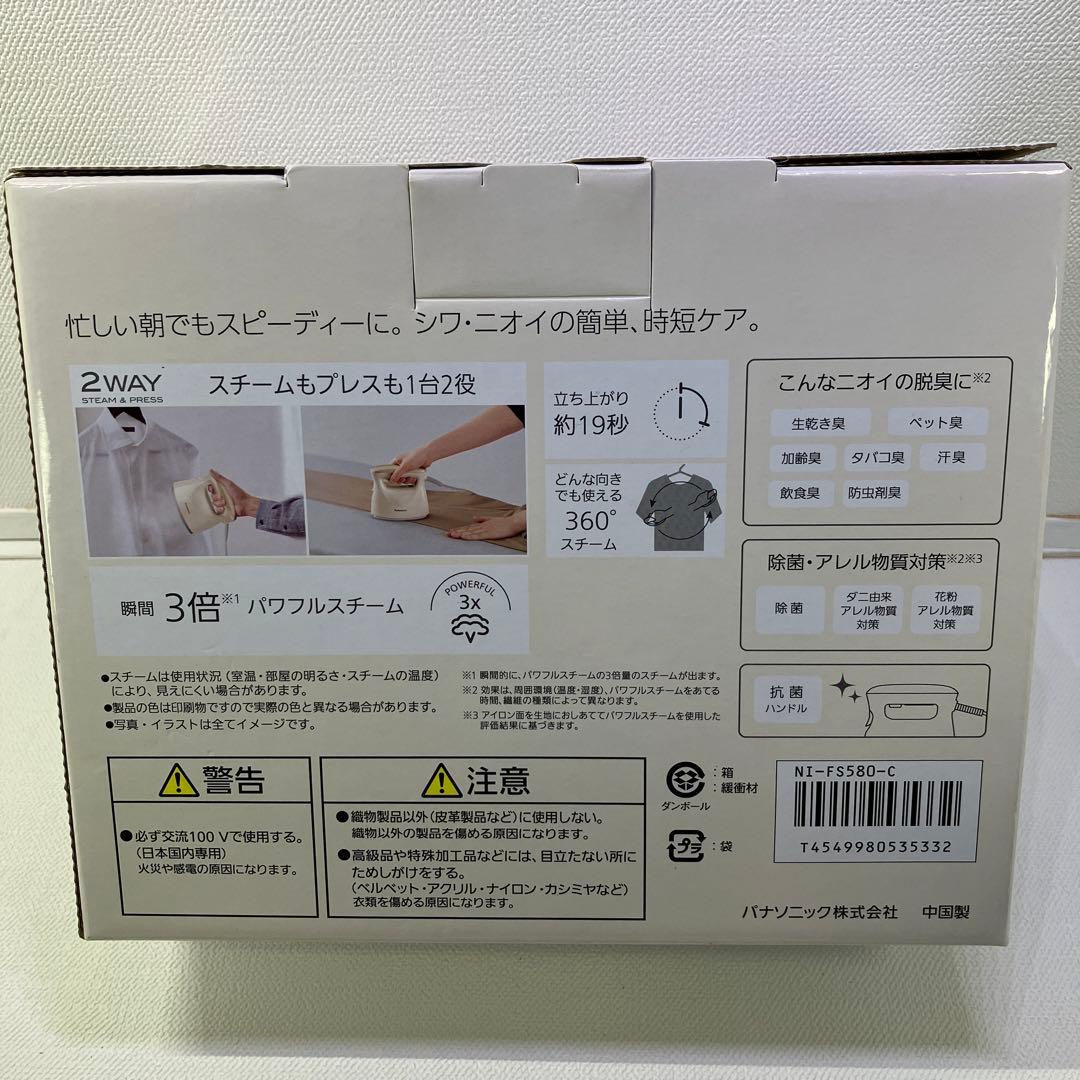 忙しい朝でもスピーディーに。シワ・ニオイの簡単、時短ケア。
2WAY
STEAM & PRESS
スチームもプレスも1台2役
立ち上がり
約19秒
どんな向き
でも使える
360°
スチーム
瞬間 3倍※1 パワフルスチーム
POWERFUL
3x
こんなニオイの脱臭に※2
生乾き臭
ペット臭
加齢臭
タバコ臭
汗臭
飲食臭
防虫剤臭
除菌・アレル物質対策※2※3
除菌
ダニ由来
アレル物質
対策
花粉
アレル物質
対策
抗菌
ハンドル
●スチームは使用状況(室温・部屋の明るさ・スチームの温度)
により、見えにくい場合があります。
●製品の色は印刷物ですので実際の色と異なる場合があります。
●写真・イラストは全てイメージです。
※1 瞬間的に、パワフルスチームの3倍量のスチームが出ます。
※2 効果は、周囲環境(温度・湿度)、パワフルスチームをあてる
時間、繊維の種類によって異なります。
※3 アイロン面を生地におしあててパワフルスチームを使用した
評価結果に基づきます。
警告
●必ず交流100 Vで使用する。
(日本国内専用)
火災や感電の原因になります。
注意
●織物製品以外(皮革製品など)に使用しない。
織物以外の製品を傷める原因になります。
●高級品や特殊加工品などには、目立たない所に
ためしがけをする。
(ベルベット・アクリル・ナイロン・カシミヤなど)
衣類を傷める原因になります。
:箱
:緩衝材
ダンボール
プラ
:袋
NI-FS580-C
T4549980535332
パナソニック株式会社 中国製